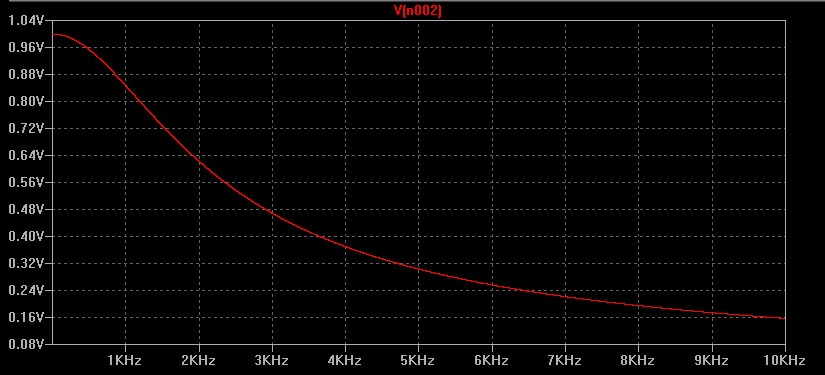 V(n002)
1.04V
0.96V
0.88V
0.80V
0.72V
0.64V
0.56V
0.48V
0.40V
0.32V
0.24V
0.16V
0.08V
1KHz 2KHz 3KHz 4KHz 5KHz 6KHz 7KHz 8KHz 9KHz 10KHz